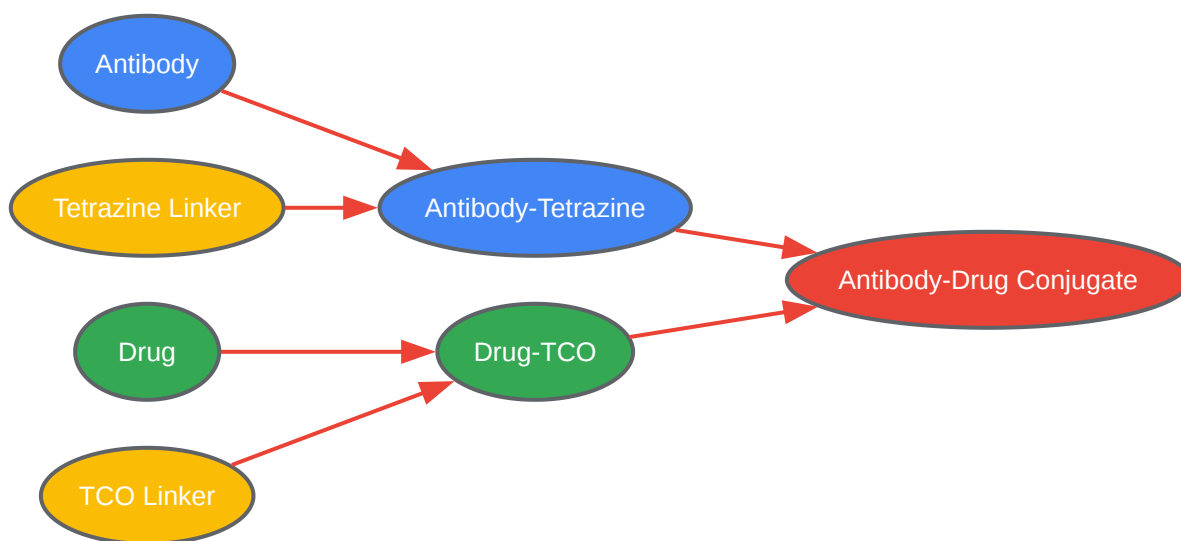 Antibody
Tetrazine Linker
Antibody-Tetrazine
Antibody-Drug Conjugate
Drug
Drug-TCO
TCO Linker